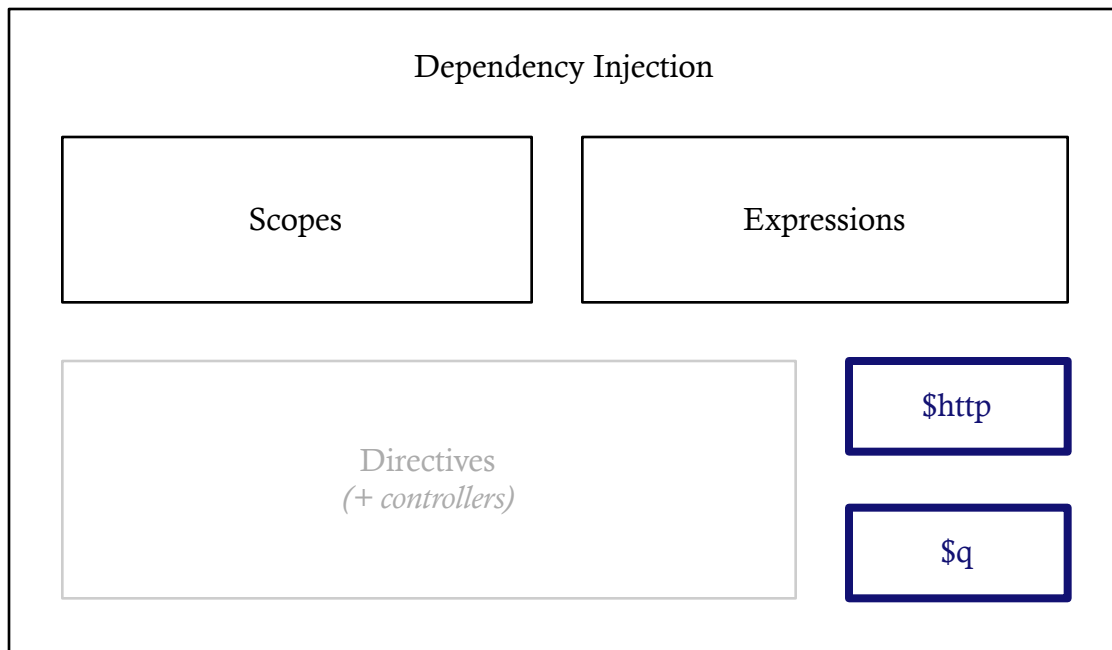 Dependency Injection
Scopes
Expressions
Directives
(+ controllers)
$http
$q